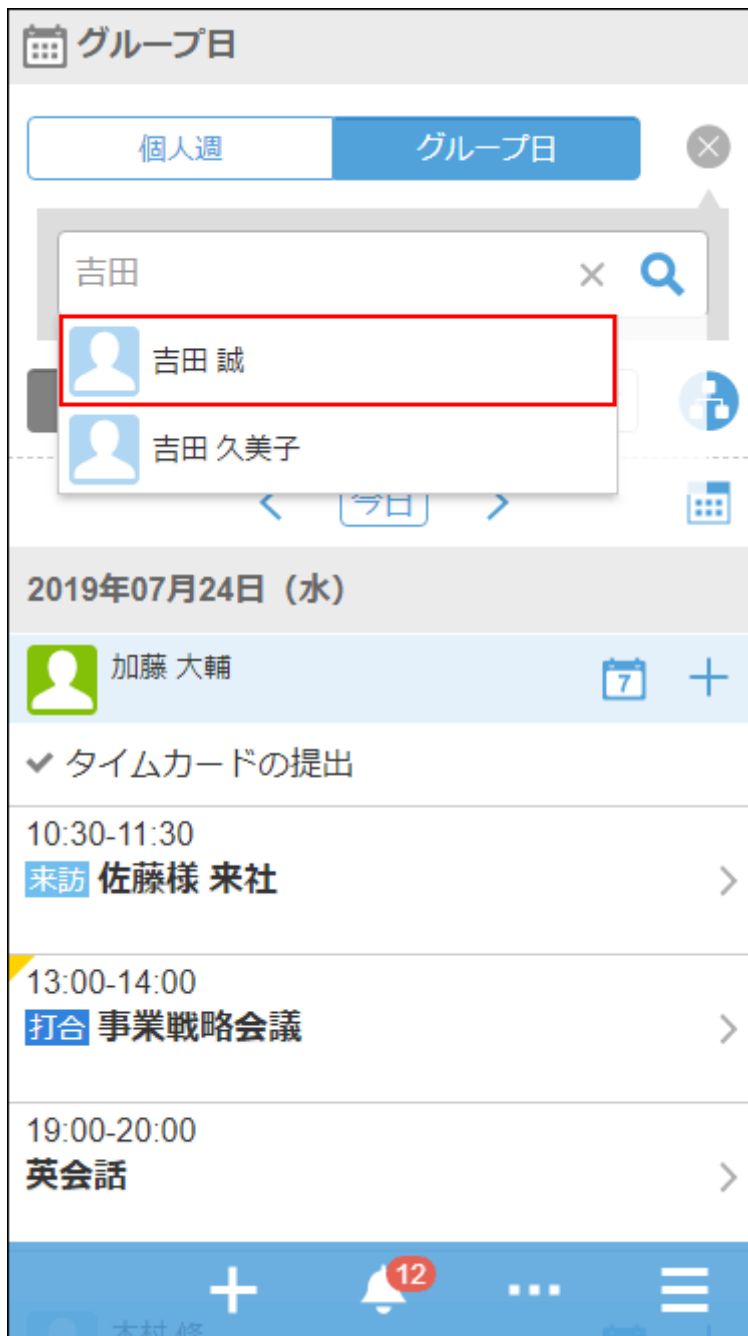 グループ日
個人週 グループ日
吉田
吉田 誠
吉田 久美子
今日
2019年07月24日（水）
加藤 大輔
7
タイムカードの提出
10:30-11:30
来訪 佐藤様 来社
13:00-14:00
打合 事業戦略会議
19:00-20:00
英会話
12